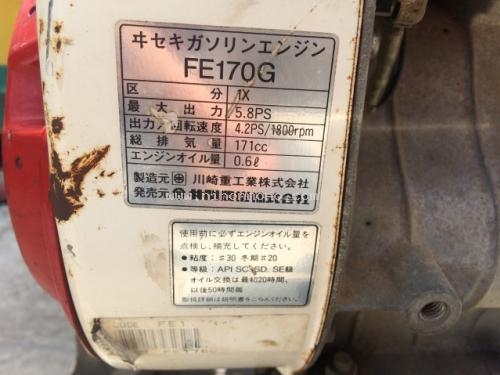 ヰセキガソリンエンジン
FE170G
区 分 1X
最大出力 5.8PS
出力/回転速度 4.2PS/1800rpm
総排気量 171cc
エンジンオイル量 0.6ℓ
製造元 川崎重工業株式会社
発売元
使用前に必ずエンジンオイル量を
点検し、補充してください。
●粘度：#30 冬期#20
●等級：API SC. SD. SE級
オイル交換は最初20時間、
以後50時間毎
取扱詳細は説明書をごらんください。
CODE FE1